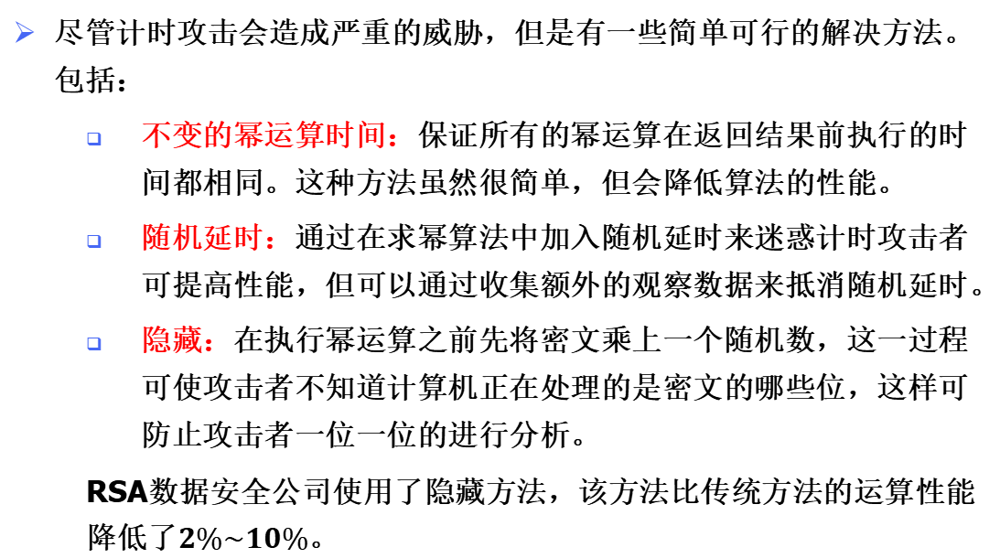 尽管计时攻击会造成严重的威胁，但是有一些简单可行的解决方法。
包括：
不变的幂运算时间：保证所有的幂运算在返回结果前执行的时
间都相同。这种方法虽然很简单，但会降低算法的性能。
随机延时：通过在求幂算法中加入随机延时来迷惑计时攻击者
可提高性能，但可以通过收集额外的观察数据来抵消随机延时。
隐藏：在执行幂运算之前先将密文乘上一个随机数，这一过程
可使攻击者不知道计算机正在处理的是密文的哪些位，这样可
防止攻击者一位一位的进行分析。
RSA数据安全公司使用了隐藏方法，该方法比传统方法的运算性能
降低了2%~10%。